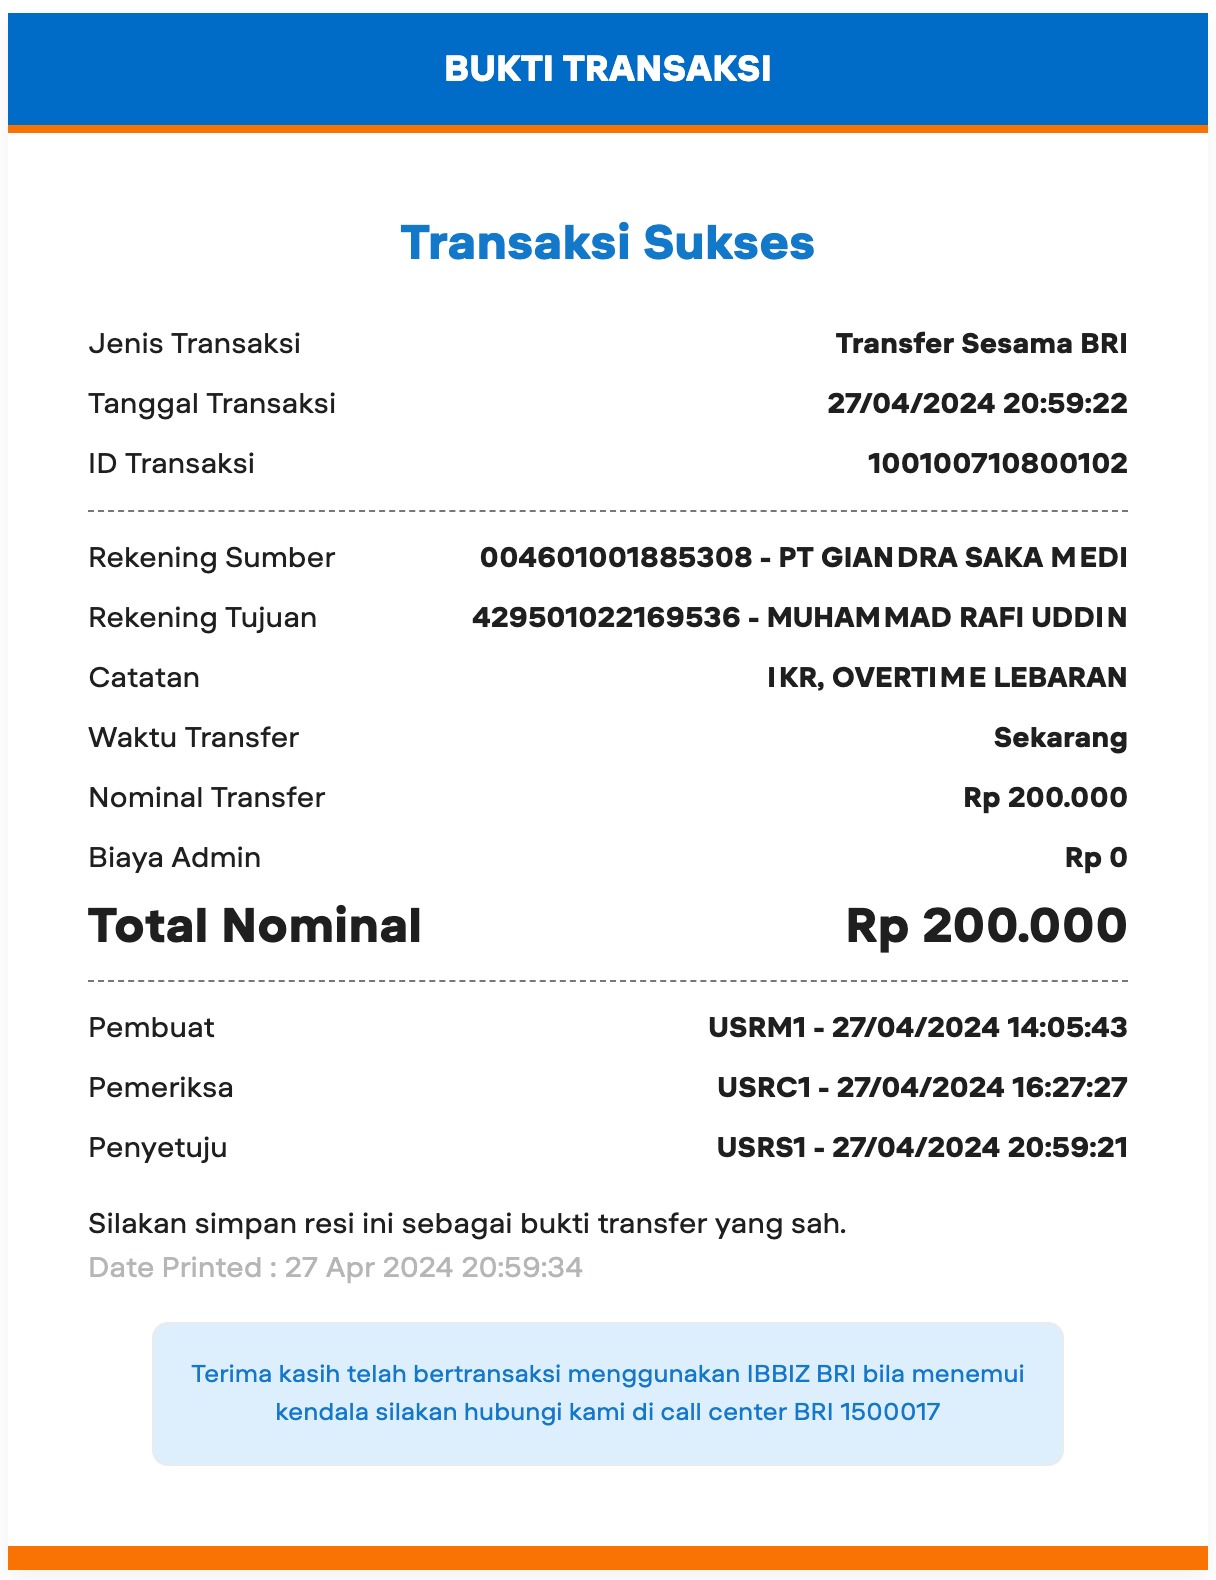 BUKTI TRANSAKSI
Transaksi Sukses
Jenis Transaksi Transfer Sesama BRI
Tanggal Transaksi 27/04/2024 20:59:22
ID Transaksi 100100710800102
Rekening Sumber 004601001885308 - PT GIANDRA SAKA MEDI
Rekening Tujuan 429501022169536 - MUHAMMAD RAFI UDDIN
Catatan IKR, OVERTIME LEBARAN
Waktu Transfer Sekarang
Nominal Transfer Rp 200.000
Biaya Admin Rp 0
Total Nominal Rp 200.000
Pembuat USRM1 - 27/04/2024 14:05:43
Pemeriksa USRC1 - 27/04/2024 16:27:27
Penyetuju USRS1 - 27/04/2024 20:59:21
Silakan simpan resi ini sebagai bukti transfer yang sah.
Date Printed : 27 Apr 2024 20:59:34
Terima kasih telah bertransaksi menggunakan IBBIZ BRI bila menemui
kendala silakan hubungi kami di call center BRI 1500017